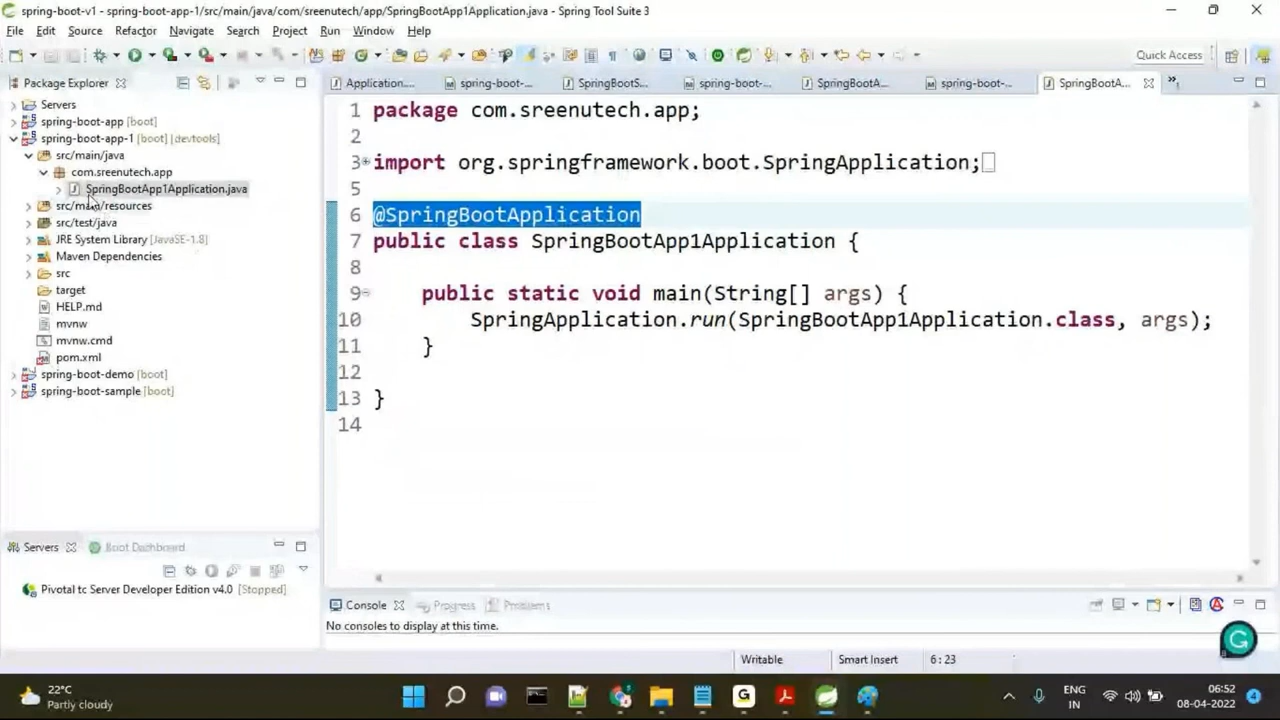 spring-boot-v1 - spring-boot-app-1/src/main/java/com/sreenutech/app/SpringBootApp1Application.java - Spring Tool Suite 3
File Edit Source Refactor Navigate Search Project Run Window Help
Quick Access
Package Explorer
Application....
spring-boot-...
SpringBootS...
spring-boot-...
SpringBootA...
spring-boot-...
SpringBootA...
Servers
spring-boot-app [boot]
spring-boot-app-1 [boot] [devtools]
src/main/java
com.sreenutech.app
SpringBootApp1Application.java
src/main/resources
src/test/java
JRE System Library [JavaSE-1.8]
Maven Dependencies
src
target
HELP.md
mvnw
mvnw.cmd
pom.xml
spring-boot-demo [boot]
spring-boot-sample [boot]
1 package com.sreenutech.app;
2
3 import org.springframework.boot.SpringApplication;
5
6 @SpringBootApplication
7 public class SpringBootApp1Application {
8
9 public static void main(String[] args) {
10 SpringApplication.run(SpringBootApp1Application.class, args);
11 }
12
13 }
14
Servers Boot Dashboard
Pivotal tc Server Developer Edition v4.0 [Stopped]
Console Progress Problems
No consoles to display at this time.
Writable Smart Insert 6 : 23
22°C
Partly cloudy
ENG
IN
06:52
08-04-2022